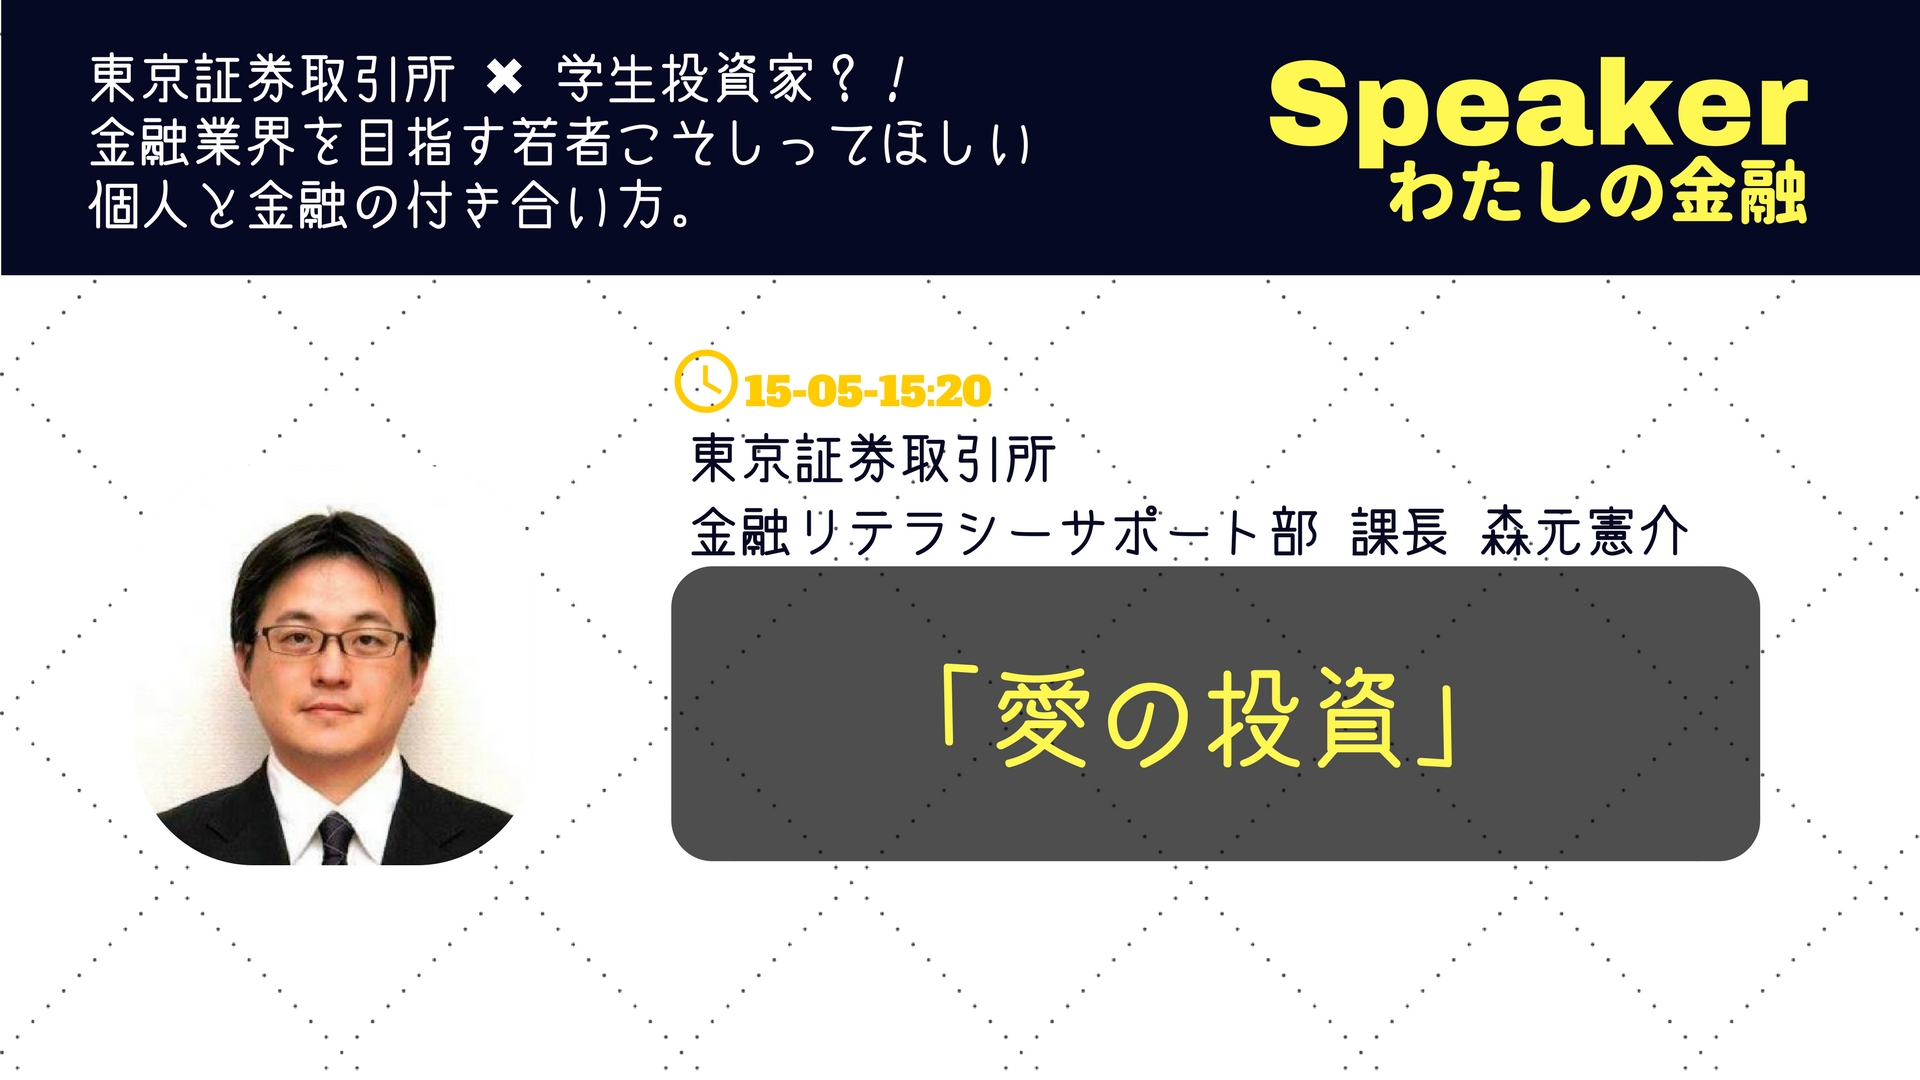 東京証券取引所 ✖ 学生投資家？！
金融業界を目指す若者こそしってほしい
個人と金融の付き合い方。
Speaker
わたしの金融
15-05-15:20
東京証券取引所
金融リテラシーサポート部 課長 森元憲介
「愛の投資」